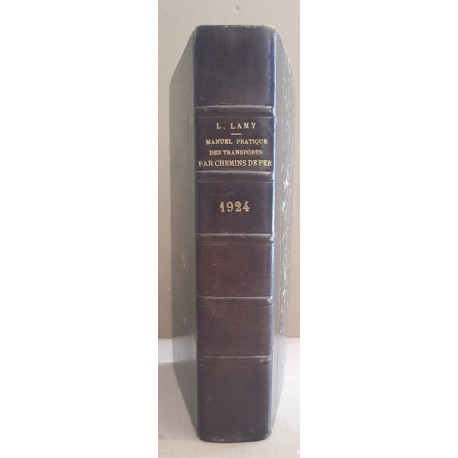 L. LAMY
MANUEL PRATIQUE
DES TRANSPORTS
PAR CHEMINS DE FER
1924